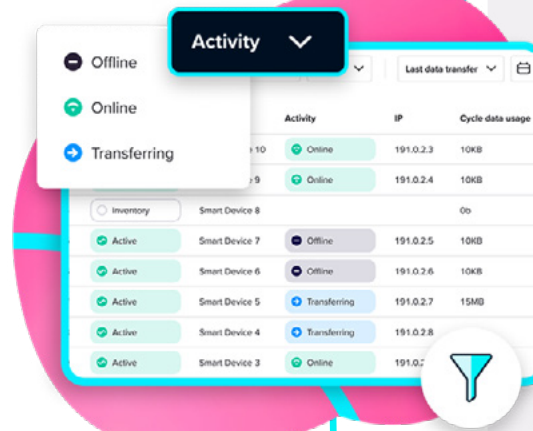 Activity
Offline
Online
Transferring
Last data transfer
Activity IP Cycle data usage
10 Online 191.0.2.3 10KB
9 Online 191.0.2.4 10KB
Inventory Smart Device 8 0b
Active Smart Device 7 Offline 191.0.2.5 10KB
Active Smart Device 6 Offline 191.0.2.6 10KB
Active Smart Device 5 Transferring 191.0.2.7 15MB
Active Smart Device 4 Transferring 191.0.2.8
Active Smart Device 3 Online 191.0.